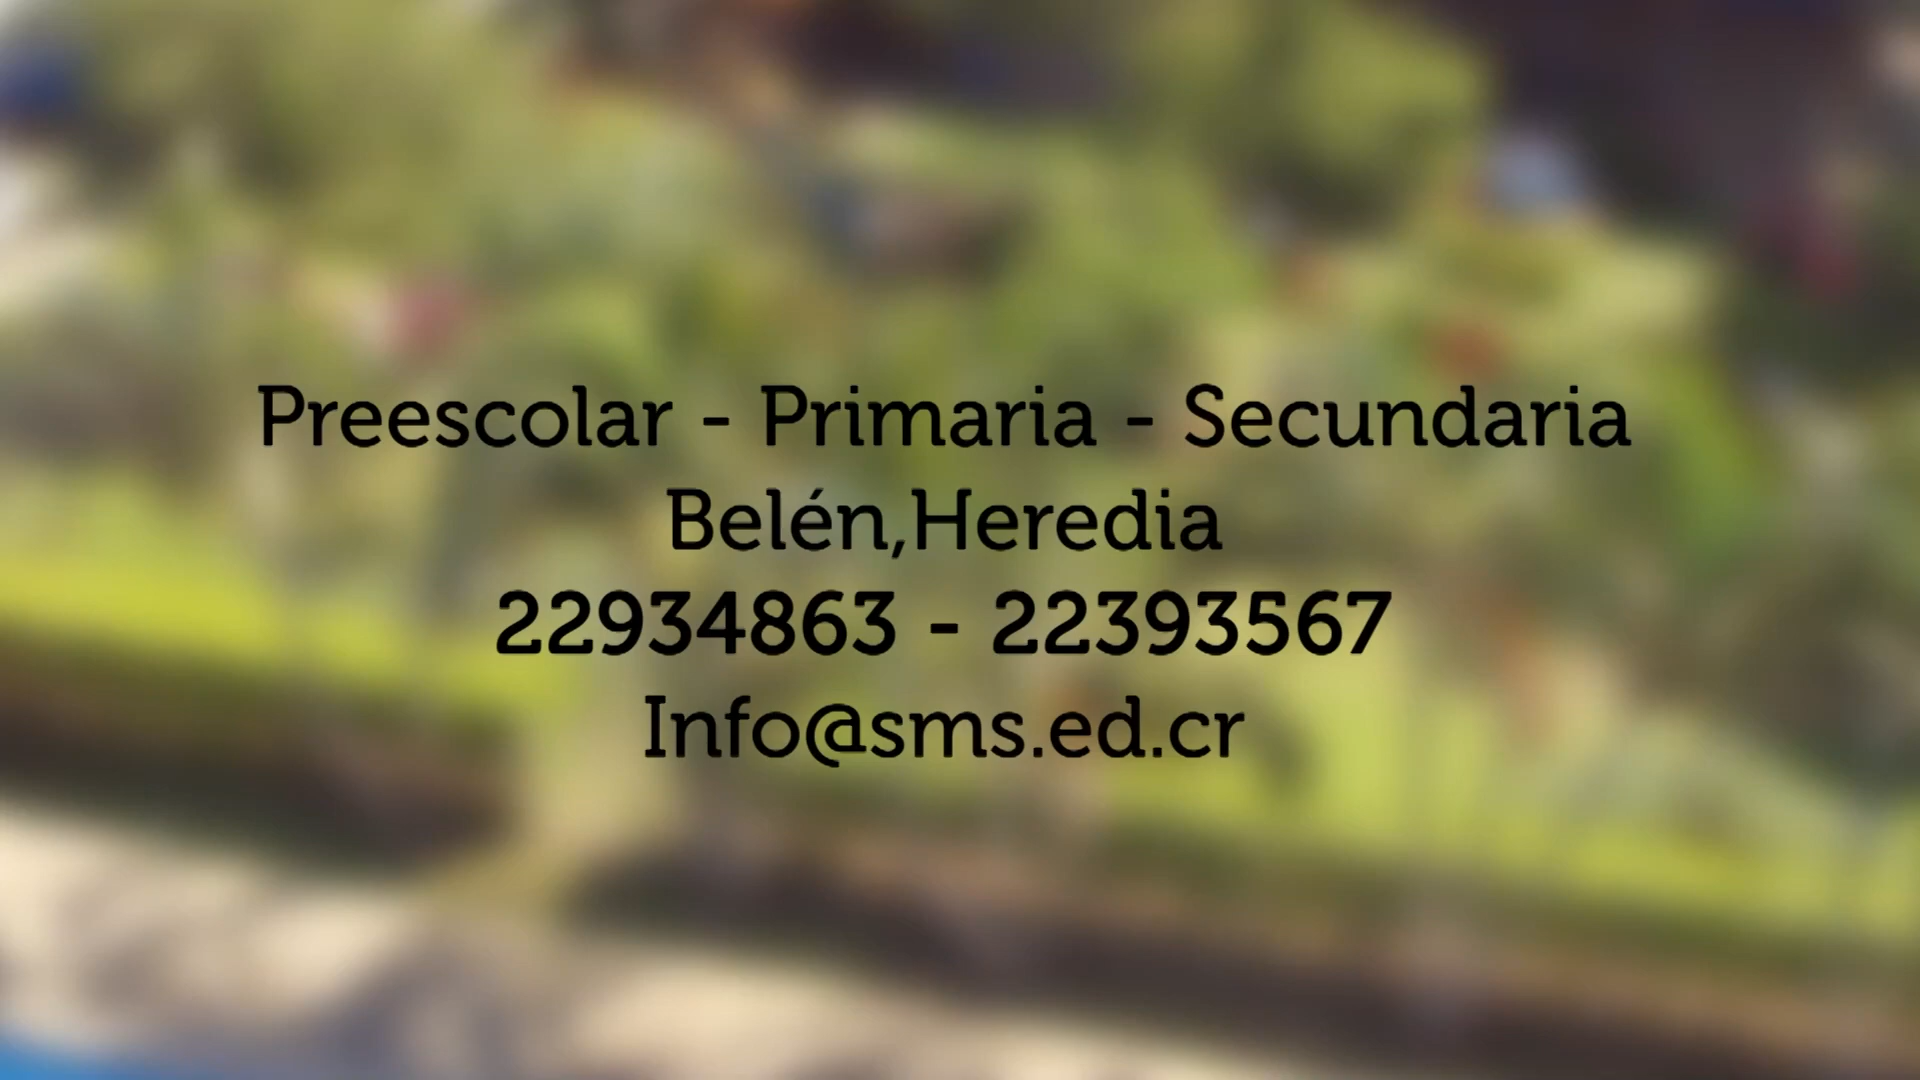 Preescolar - Primaria - Secundaria
Belén,Heredia
22934863 - 22393567
Info@sms.ed.cr